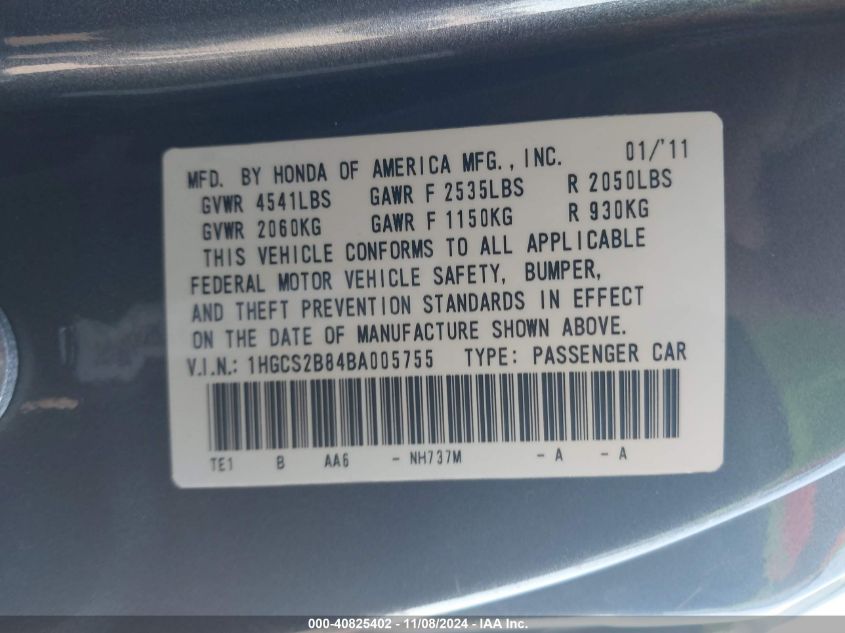 MFD. BY HONDA OF AMERICA MFG., INC. 01/'11
GVWR 4541LBS GAWR F 2535LBS R 2050LBS
GVWR 2060KG GAWR F 1150KG R 930KG
THIS VEHICLE CONFORMS TO ALL APPLICABLE
FEDERAL MOTOR VEHICLE SAFETY, BUMPER,
AND THEFT PREVENTION STANDARDS IN EFFECT
ON THE DATE OF MANUFACTURE SHOWN ABOVE.
V.I.N.: 1HGCS2B84BA005755 TYPE: PASSENGER CAR
TE1 B AA6 - NH737M - A - A
000-40825402 - 11/08/2024 - IAA Inc.